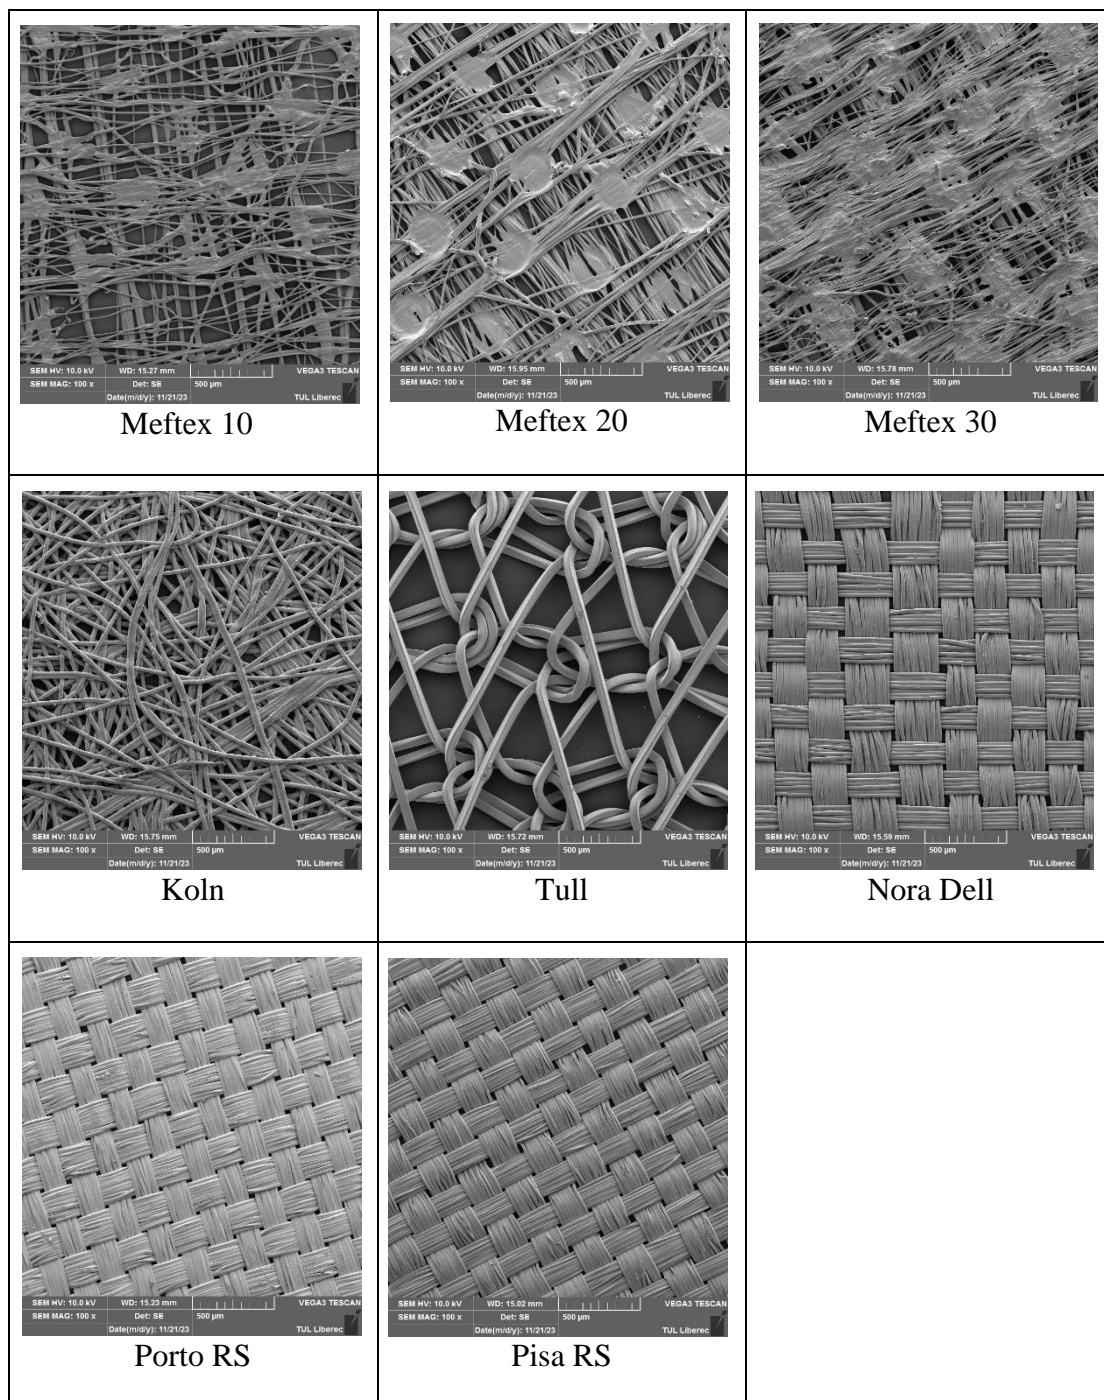 SEM HV: 10.0 kV WD: 15.27 mm VEGA3 TESCAN
SEM MAG: 100 x Det: SE 500 µm
Date(m/d/y): 11/21/23 TUL Liberec
Meftex 10
SEM HV: 10.0 kV WD: 15.95 mm VEGA3 TESCAN
SEM MAG: 100 x Det: SE 500 µm
Date(m/d/y): 11/21/23 TUL Liberec
Meftex 20
SEM HV: 10.0 kV WD: 15.78 mm VEGA3 TESCAN
SEM MAG: 100 x Det: SE 500 µm
Date(m/d/y): 11/21/23 TUL Liberec
Meftex 30
SEM HV: 10.0 kV WD: 15.75 mm VEGA3 TESCAN
SEM MAG: 100 x Det: SE 500 µm
Date(m/d/y): 11/21/23 TUL Liberec
Koln
SEM HV: 10.0 kV WD: 15.72 mm VEGA3 TESCAN
SEM MAG: 100 x Det: SE 500 µm
Date(m/d/y): 11/21/23 TUL Liberec
Tull
SEM HV: 10.0 kV WD: 15.59 mm VEGA3 TESCAN
SEM MAG: 100 x Det: SE 500 µm
Date(m/d/y): 11/21/23 TUL Liberec
Nora Dell
SEM HV: 10.0 kV WD: 15.23 mm VEGA3 TESCAN
SEM MAG: 100 x Det: SE 500 µm
Date(m/d/y): 11/21/23 TUL Liberec
Porto RS
SEM HV: 10.0 kV WD: 15.02 mm VEGA3 TESCAN
SEM MAG: 100 x Det: SE 500 µm
Date(m/d/y): 11/21/23 TUL Liberec
Pisa RS